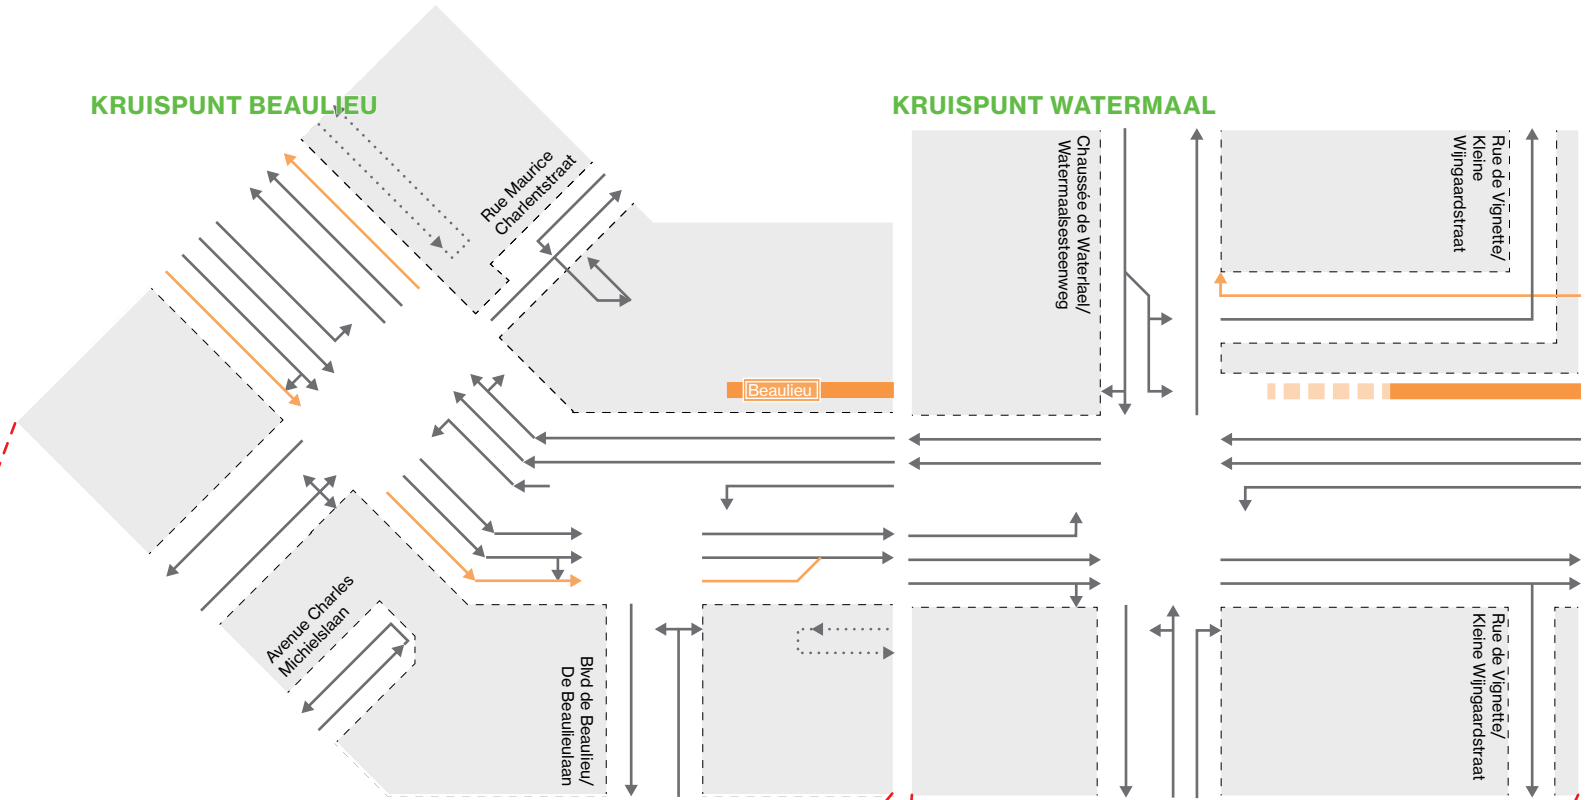 KRUISPUNT BEAULIEU
KRUISPUNT WATERMAAL
Rue Maurice
Charlentstraat
Chaussée de Waterlael/
Watermaalsesteenweg
Rue de Vignette/
Kleine
Wijngaardstraat
Beaulieu
Avenue Charles
Michielslaan
Blvd de Beaulieu/
De Beaulieulaan
Rue de Vignette/
Kleine Wijngaardstraat